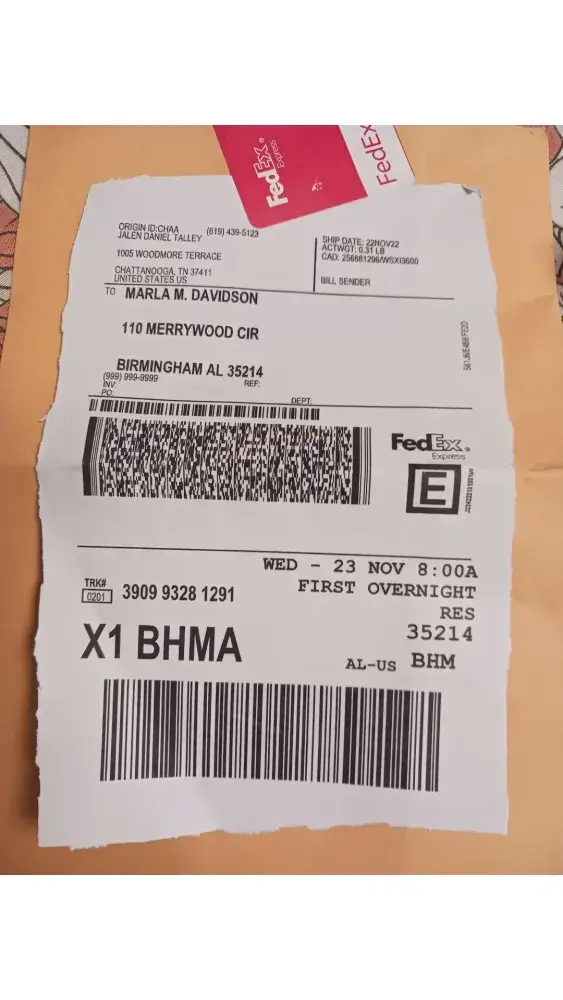 FedEx®
Express
FedEx
ORIGIN ID:CHAA (619) 439-5123
JALEN DANIEL TALLEY
1005 WOODMORE TERRACE
CHATTANOOGA, TN 37411
UNITED STATES US
SHIP DATE: 22NOV22
ACTWGT: 0.31 LB
CAD: 256681296/WSXI3600
BILL SENDER
TO MARLA M. DAVIDSON
110 MERRYWOOD CIR
BIRMINGHAM AL 35214
(999) 999-9999
INV:
REF:
PO:
DEPT:
FedEx®
Express
E
WED - 23 NOV 8:00A
FIRST OVERNIGHT
TRK#
0201
3909 9328 1291
RES
35214
X1 BHMA
AL-US BHM